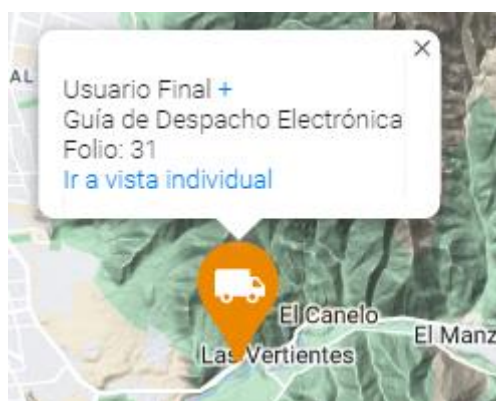 AL
Usuario Final +
Guía de Despacho Electrónica
Folio: 31
Ir a vista individual
El Canelo
El Manz
Las Vertientes